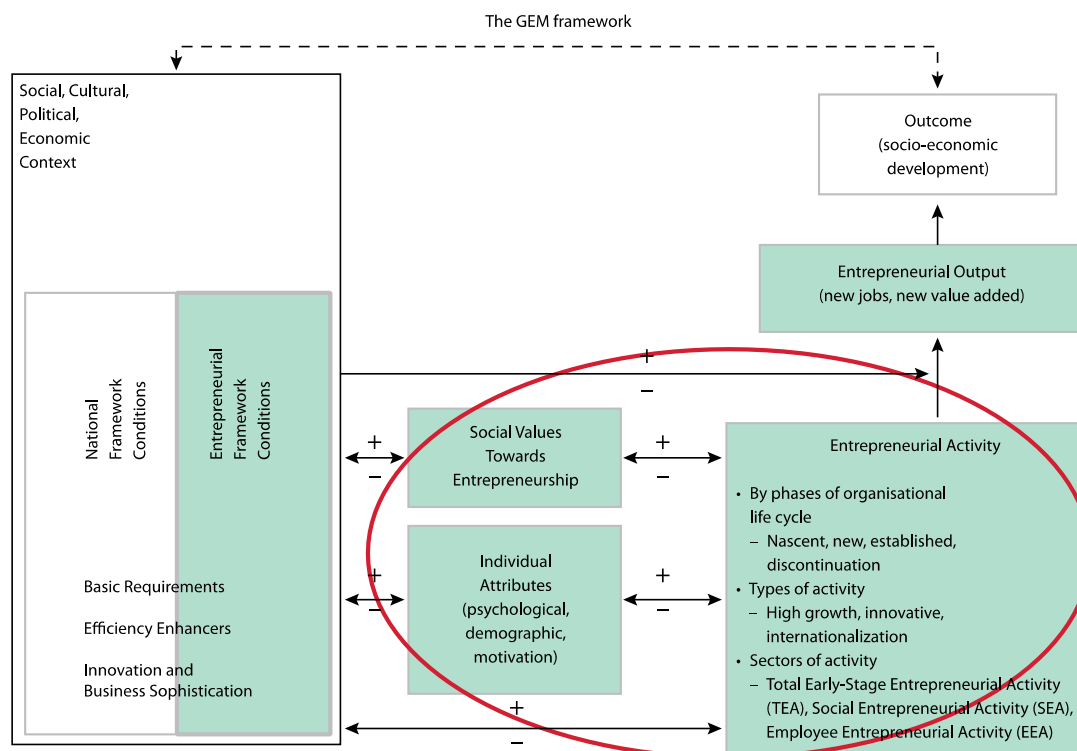 The GEM framework
Social, Cultural,
Political,
Economic
Context
Outcome
(socio-economic
development)
Entrepreneurial Output
(new jobs, new value added)
National
Framework
Conditions
Entrepreneurial
Framework
Conditions
+
−
+
−
Social Values
Towards
Entrepreneurship
+
−
+
−
Individual
Attributes
(psychological,
demographic,
motivation)
+
−
+
−
Entrepreneurial Activity
• By phases of organisational
life cycle
– Nascent, new, established,
discontinuation
• Types of activity
– High growth, innovative,
internationalization
• Sectors of activity
– Total Early-Stage Entrepreneurial Activity
(TEA), Social Entrepreneurial Activity (SEA),
Employee Entrepreneurial Activity (EEA)
Basic Requirements
Efficiency Enhancers
Innovation and
Business Sophistication